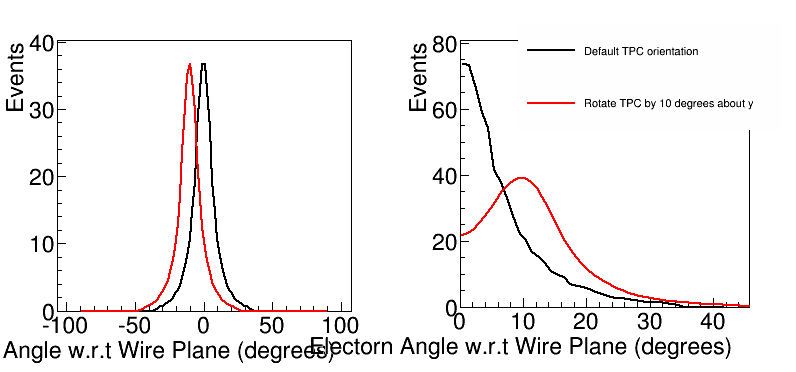 Events
40
30
20
10
0
-100 -50 0 50 100
Angle w.r.t Wire Plane (degrees)
Events
80
60
40
20
0
0 10 20 30 40
Electorn Angle w.r.t Wire Plane (degrees)
Default TPC orientation
Rotate TPC by 10 degrees about y